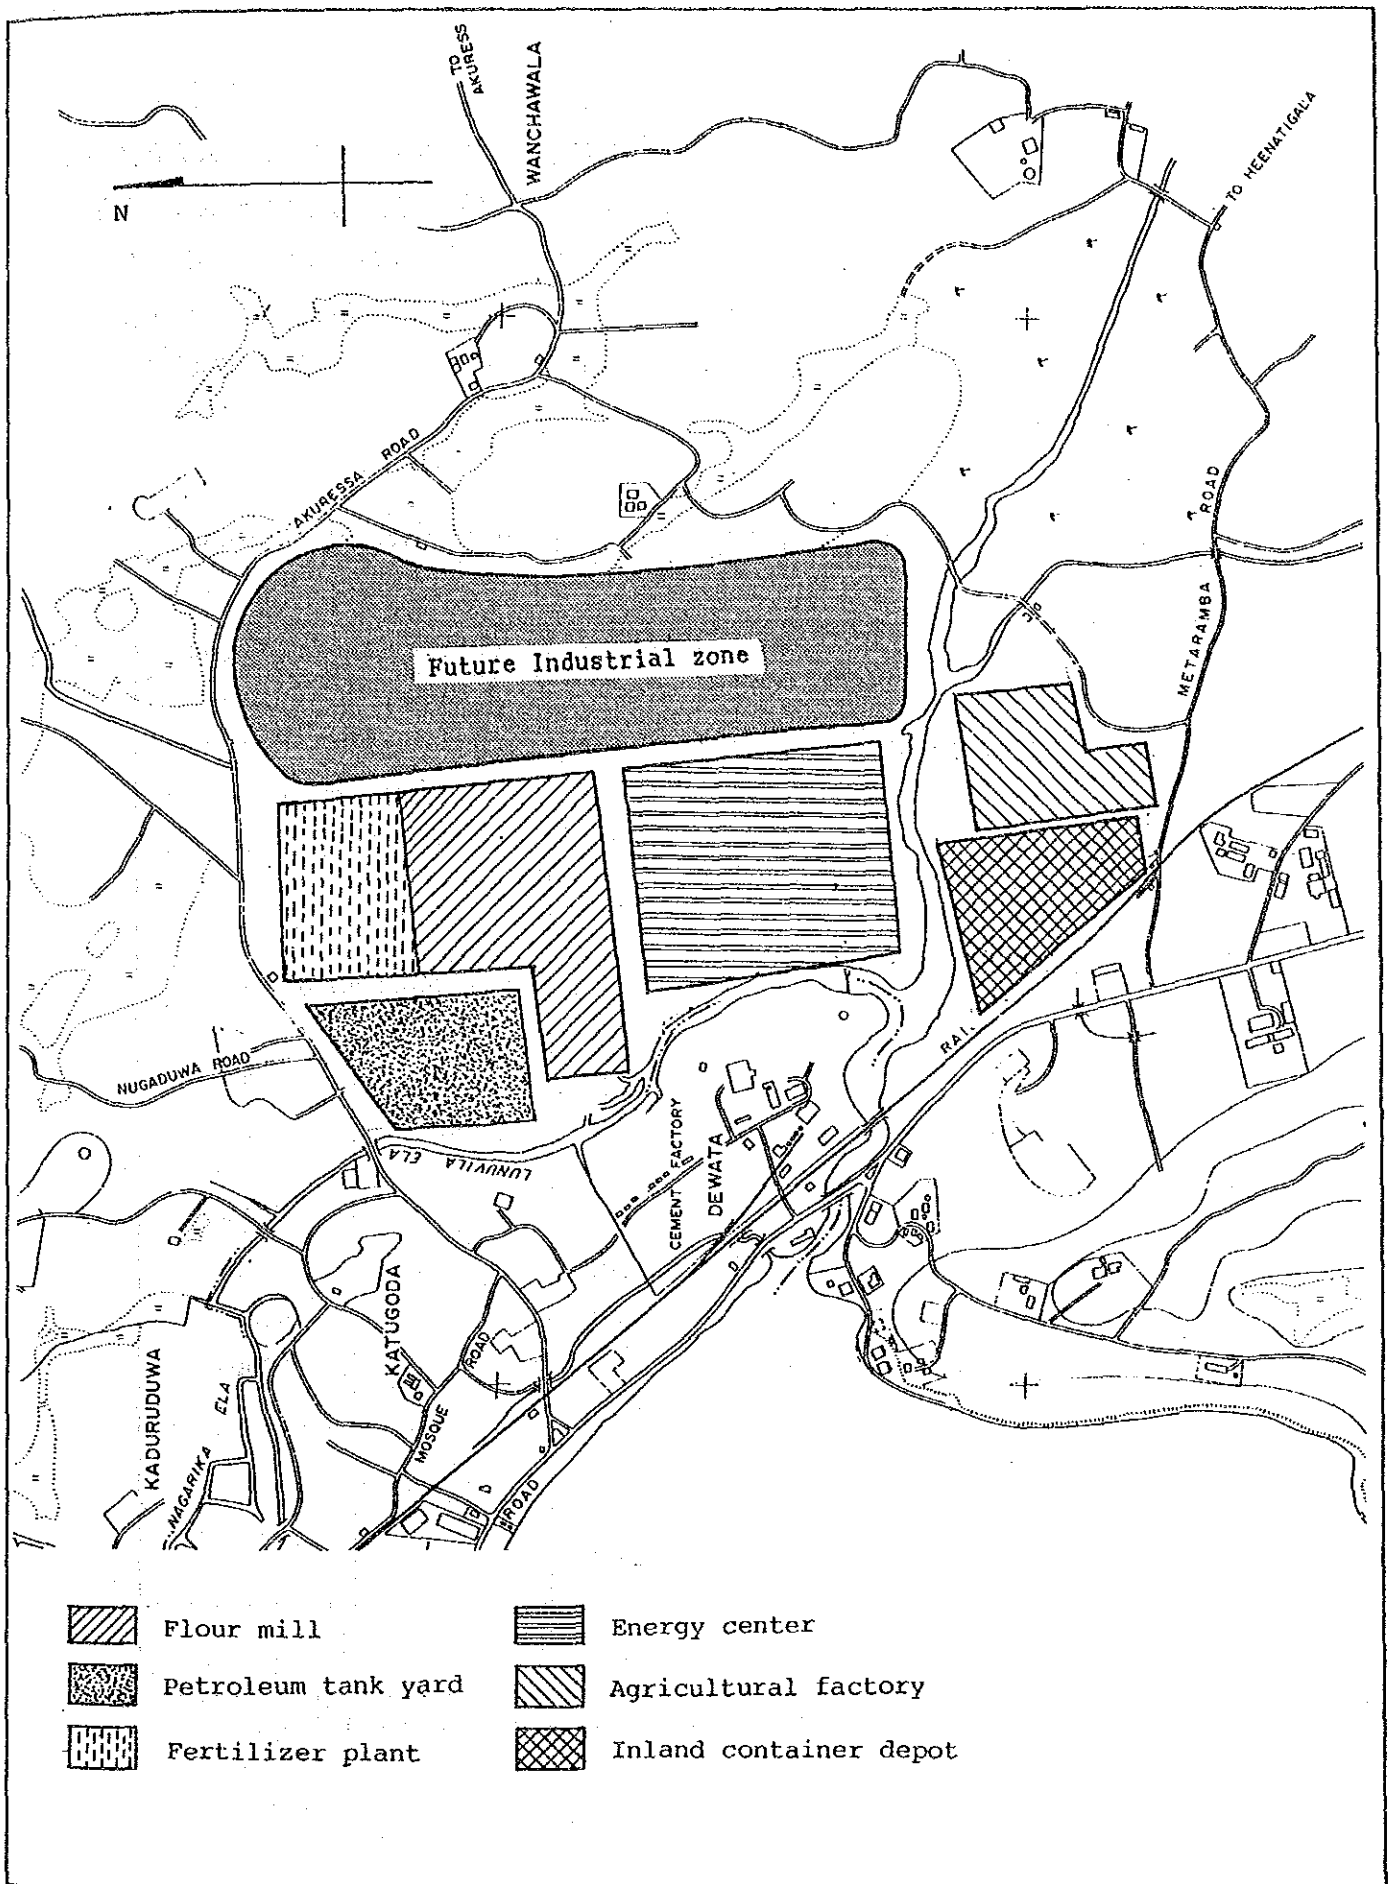 TO
AKURESS
WANCHAWALA
TO HEENATIGALA
N
AKURESSA ROAD
METARAMBA ROAD
Future Industrial zone
NUGADUWA ROAD
RAI.
LUNUVILA ELA
CEMENT FACTORY
DEWATA
KATUGODA
KADURUDUWA
MOSQUE ROAD
NAGARIKA ELA
ROAD
Flour mill
Energy center
Petroleum tank yard
Agricultural factory
Fertilizer plant
Inland container depot